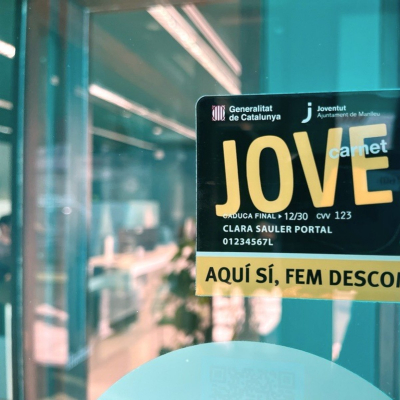 Generalitat
de Catalunya
Joventut
Ajuntament de Manlleu
JOVE
carnet
CADUCA FINAL ▸ 12/30 CVV 123
CLARA SAULER PORTAL
01234567L
AQUÍ SÍ, FEM DESCOM